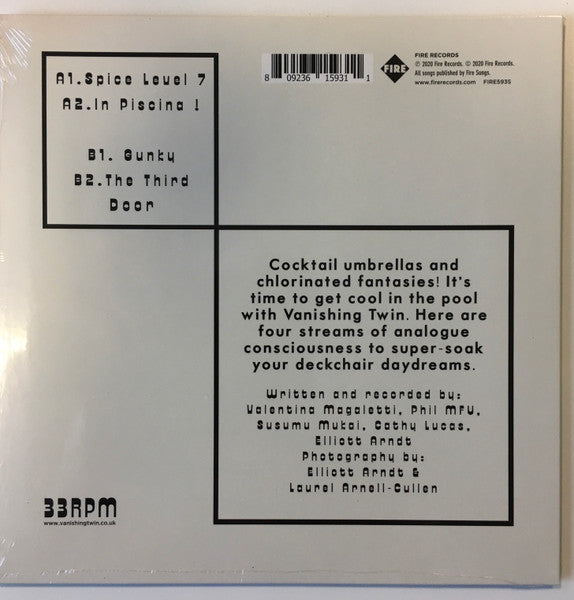 A1.Spice Level 7
A2.In Piscina !
B1. Gunky
B2.The Third
Door
8 09236 15931 1
FIRE
FIRE RECORDS
℗ 2020 Fire Records. © 2020 Fire Records.
All songs published by Fire Songs.
www.firerecords.com FIRE593S
Cocktail umbrellas and
chlorinated fantasies! It's
time to get cool in the pool
with Vanishing Twin. Here are
four streams of analogue
consciousness to super-soak
your deckchair daydreams.
Written and recorded by:
Valentina Magaletti, Phil MFU,
Susumu Mukai, Cathy Lucas,
Elliott Arndt
Photography by:
Elliott Arndt &
Laurel Arnell-Cullen
33RPM
www.vanishingtwin.co.uk